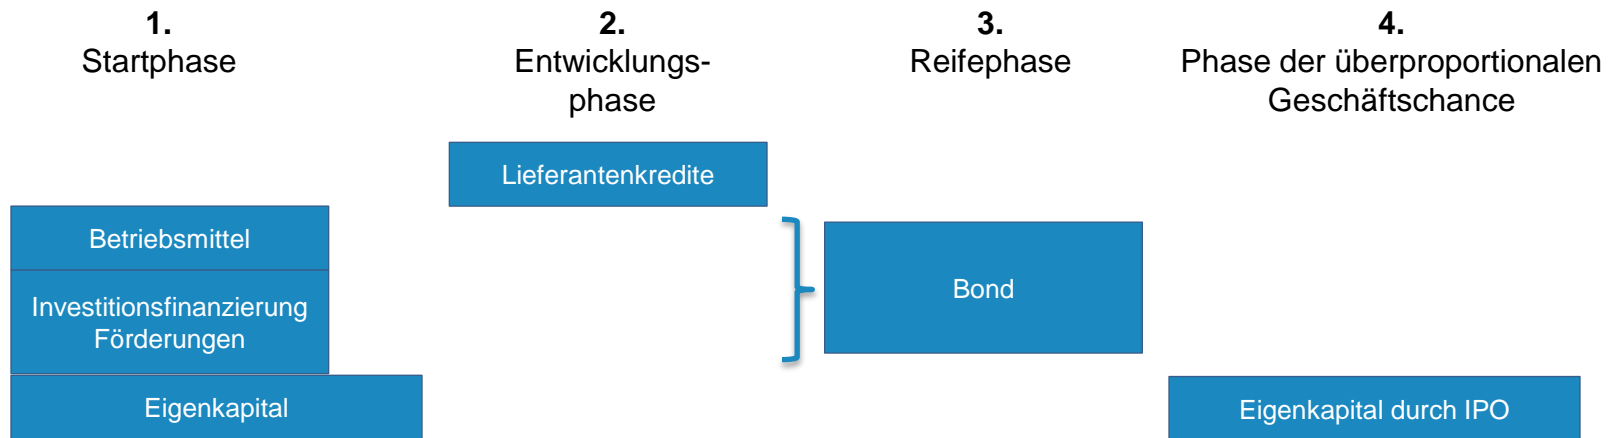 1.
Startphase
2.
Entwicklungs-
phase
3.
Reifephase
4.
Phase der überproportionalen
Geschäftschance
Lieferantenkredite
Betriebsmittel
Investitionsfinanzierung
Förderungen
Bond
Eigenkapital
Eigenkapital durch IPO